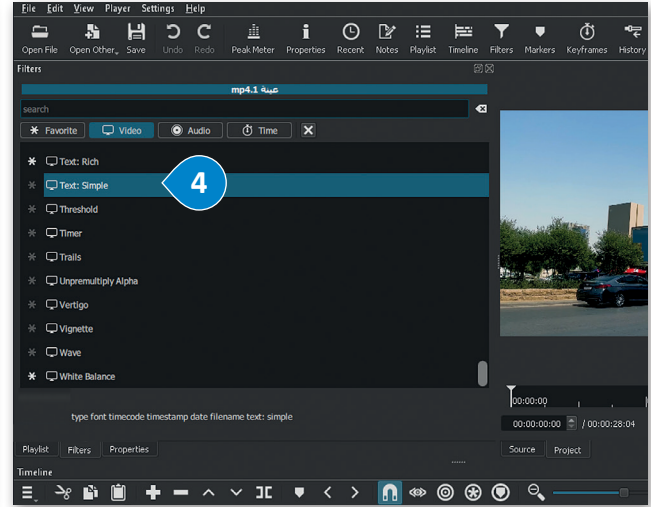 File Edit View Player Settings Help
Open File Open Other Save Undo Redo Peak Meter Properties Recent Notes Playlist Timeline Filters Markers Keyframes History
Filters
عينة 1.mp4
search
Favorite Video Audio Time
Text: Rich
Text: Simple
4
Threshold
Timer
Trails
Unpremultiply Alpha
Vertigo
Vignette
Wave
White Balance
type font timecode timestamp date filename text: simple
00:00:00
00:00:00:00 / 00:00:28:04
Playlist Filters Properties
Source Project
Timeline